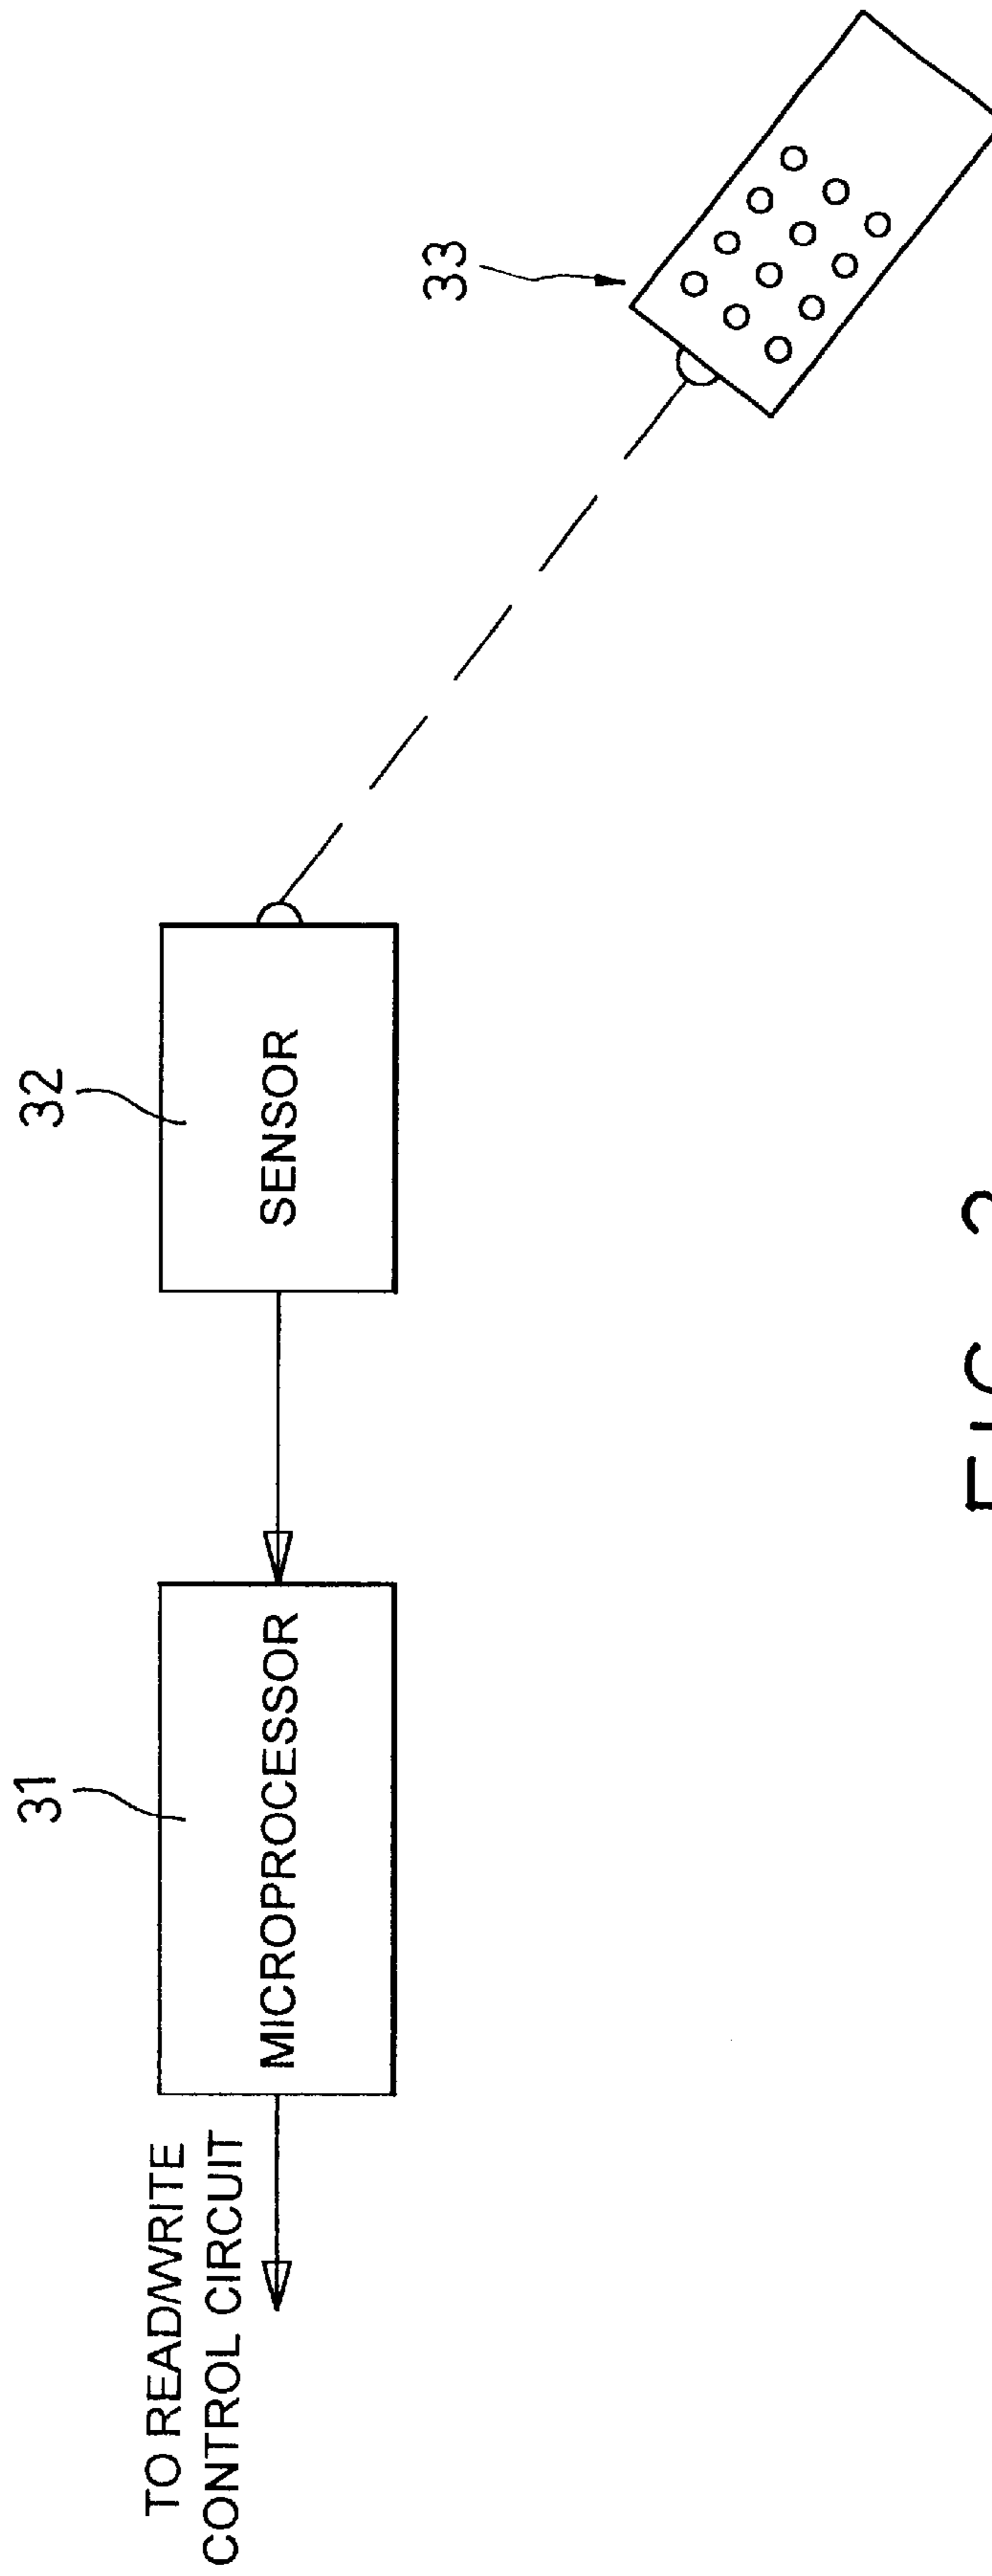 TO READ/WRITE
CONTROL CIRCUIT
31
MICROPROCESSOR
32
SENSOR
33